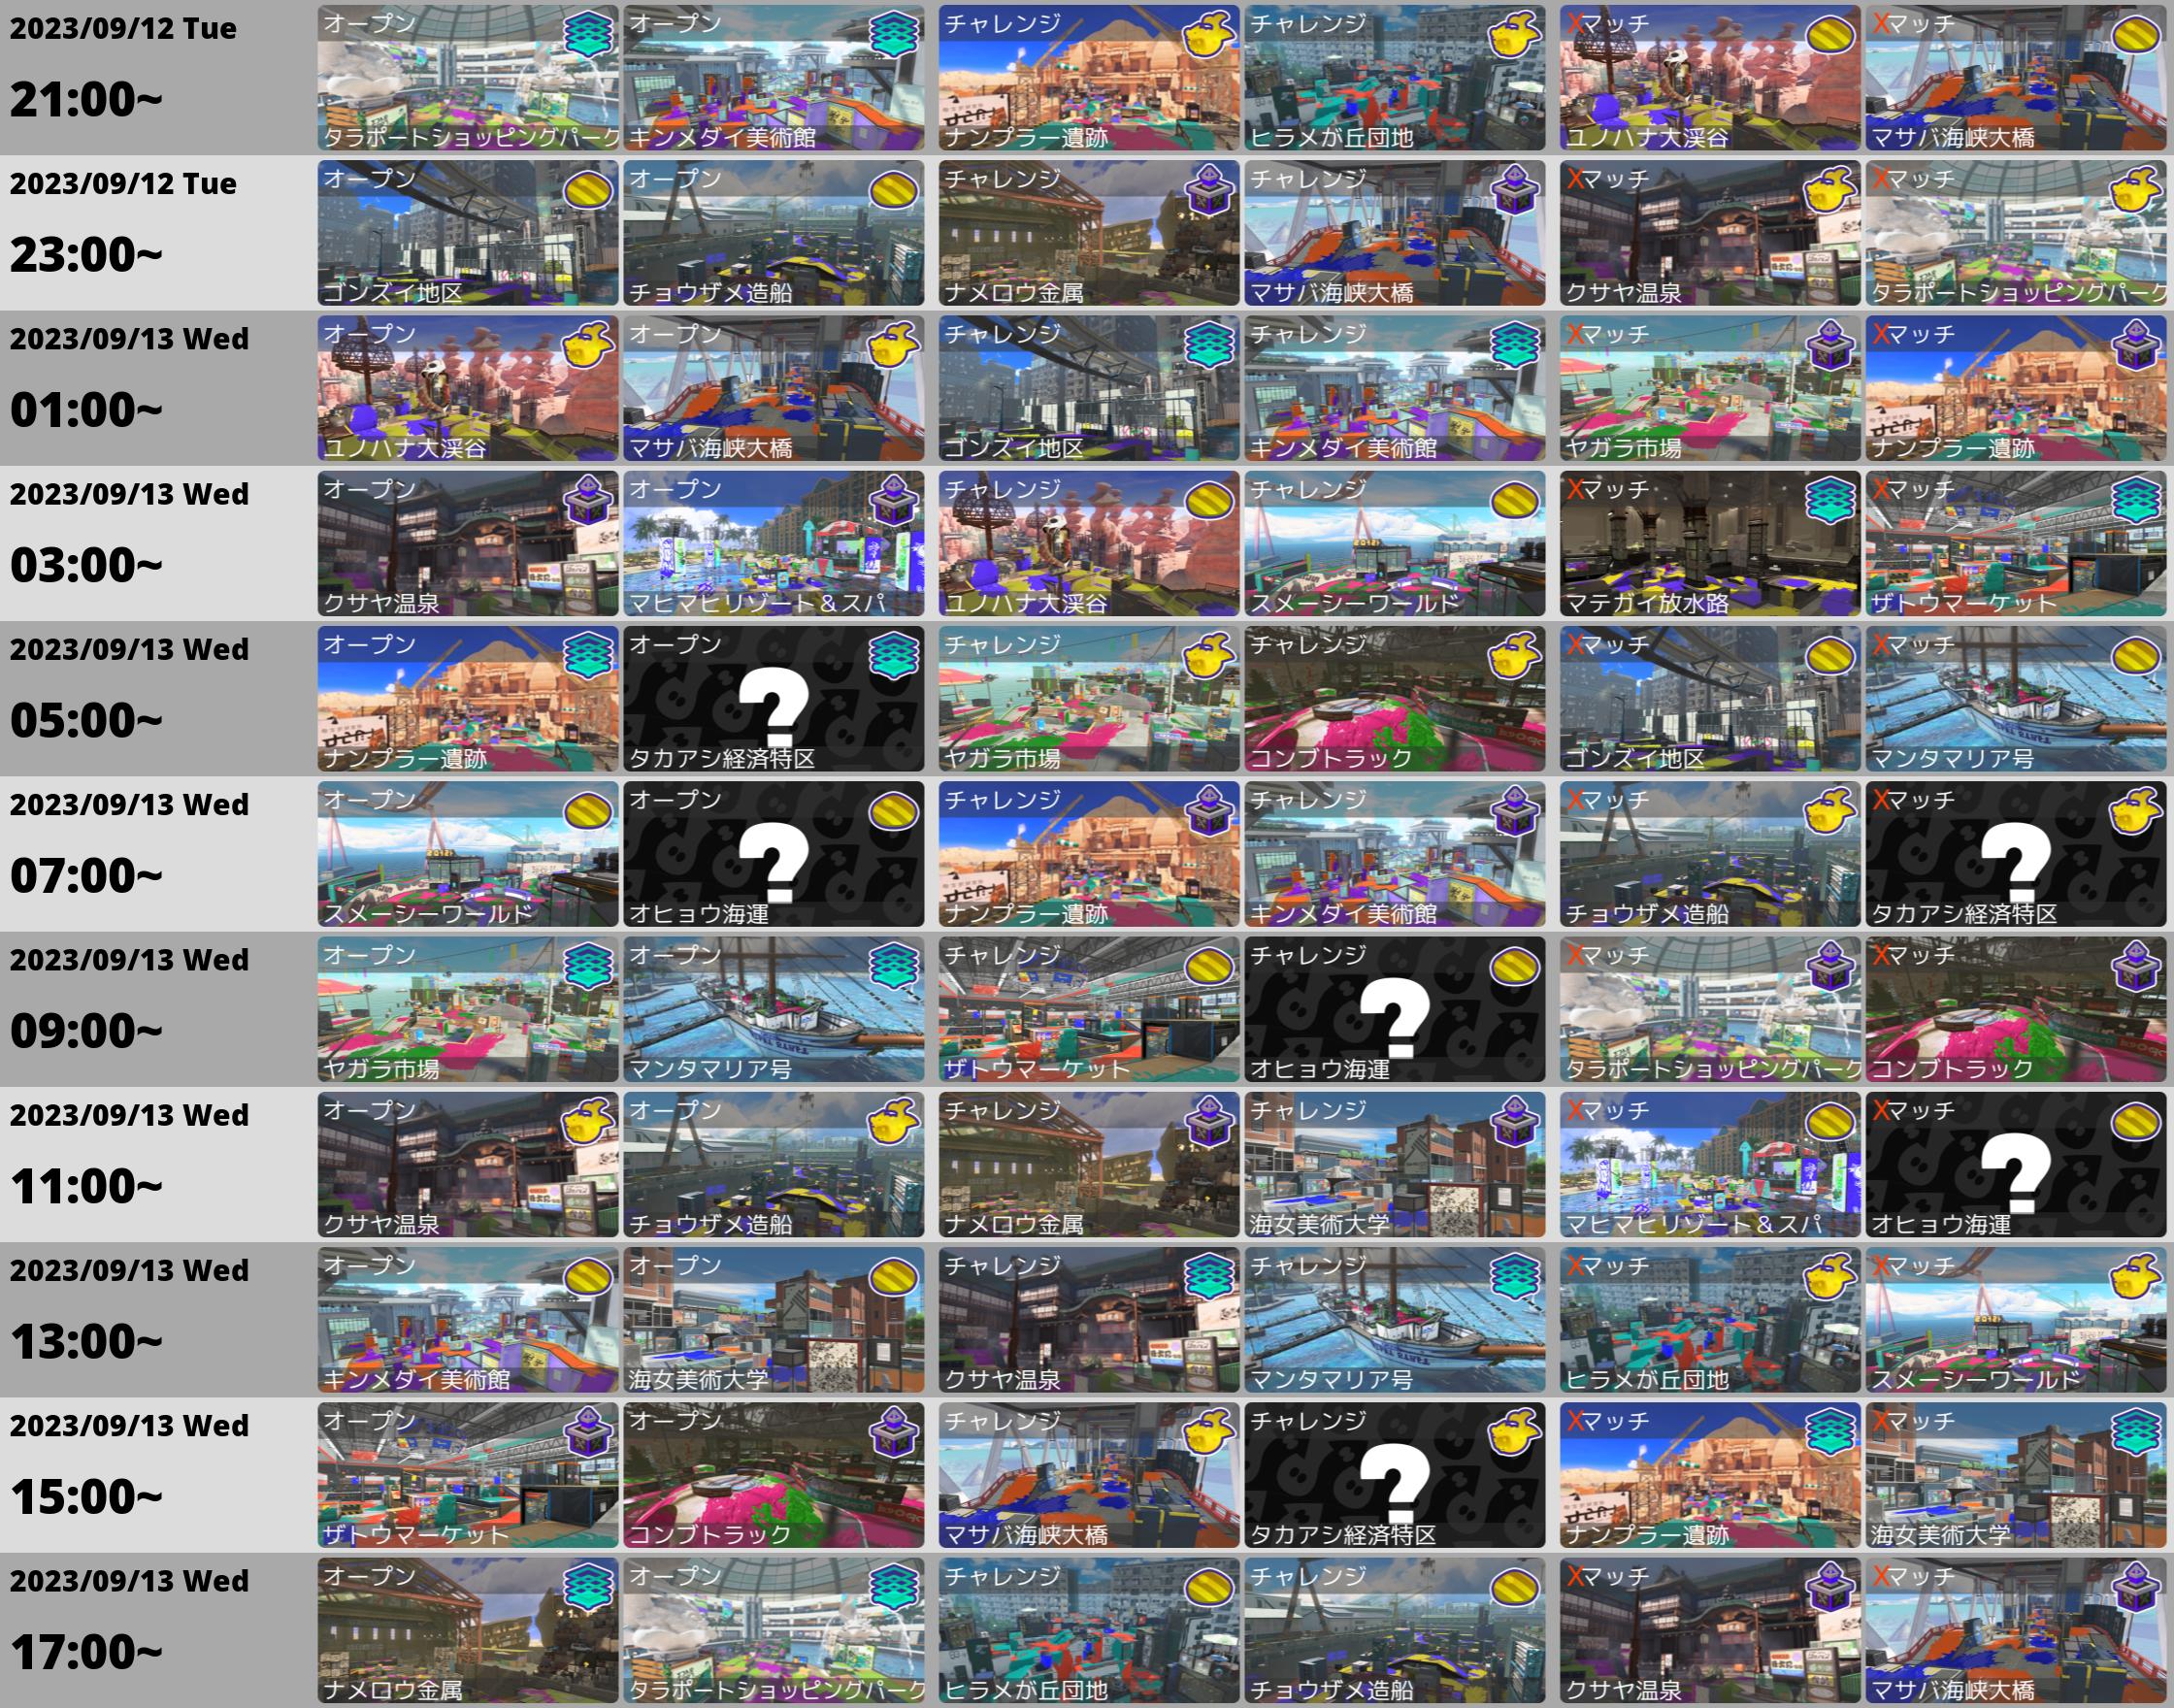 2023/09/12 Tue
21:00~
オープン
タラポートショッピングパーク
オープン
キンメダイ美術館
チャレンジ
ナンプラー遺跡
チャレンジ
ヒラメが丘団地
Xマッチ
ユノハナ大渓谷
Xマッチ
マサバ海峡大橋
2023/09/12 Tue
23:00~
オープン
ゴンズイ地区
オープン
チョウザメ造船
チャレンジ
ナメロウ金属
チャレンジ
マサバ海峡大橋
Xマッチ
クサヤ温泉
Xマッチ
タラポートショッピングパーク
2023/09/13 Wed
01:00~
オープン
ユノハナ大渓谷
オープン
マサバ海峡大橋
チャレンジ
ゴンズイ地区
チャレンジ
キンメダイ美術館
Xマッチ
ヤガラ市場
Xマッチ
ナンプラー遺跡
2023/09/13 Wed
03:00~
オープン
クサヤ温泉
オープン
マヒマヒリゾート&スパ
チャレンジ
ユノハナ大渓谷
チャレンジ
スメーシーワールド
Xマッチ
マテガイ放水路
Xマッチ
ザトウマーケット
2023/09/13 Wed
05:00~
オープン
ナンプラー遺跡
オープン
?
タカアシ経済特区
チャレンジ
ヤガラ市場
チャレンジ
コンブトラック
Xマッチ
ゴンズイ地区
Xマッチ
マンタマリア号
2023/09/13 Wed
07:00~
オープン
スメーシーワールド
オープン
?
オヒョウ海運
チャレンジ
ナンプラー遺跡
チャレンジ
キンメダイ美術館
Xマッチ
チョウザメ造船
Xマッチ
?
タカアシ経済特区
2023/09/13 Wed
09:00~
オープン
ヤガラ市場
オープン
マンタマリア号
チャレンジ
ザトウマーケット
チャレンジ
?
オヒョウ海運
Xマッチ
タラポートショッピングパーク
Xマッチ
コンブトラック
2023/09/13 Wed
11:00~
オープン
クサヤ温泉
オープン
チョウザメ造船
チャレンジ
ナメロウ金属
チャレンジ
海女美術大学
Xマッチ
マヒマヒリゾート&スパ
Xマッチ
?
オヒョウ海運
2023/09/13 Wed
13:00~
オープン
キンメダイ美術館
オープン
海女美術大学
チャレンジ
クサヤ温泉
チャレンジ
マンタマリア号
Xマッチ
ヒラメが丘団地
Xマッチ
スメーシーワールド
2023/09/13 Wed
15:00~
オープン
ザトウマーケット
オープン
コンブトラック
チャレンジ
マサバ海峡大橋
チャレンジ
?
タカアシ経済特区
Xマッチ
ナンプラー遺跡
Xマッチ
海女美術大学
2023/09/13 Wed
17:00~
オープン
ナメロウ金属
オープン
タラポートショッピングパーク
チャレンジ
ヒラメが丘団地
チャレンジ
チョウザメ造船
Xマッチ
クサヤ温泉
Xマッチ
マサバ海峡大橋